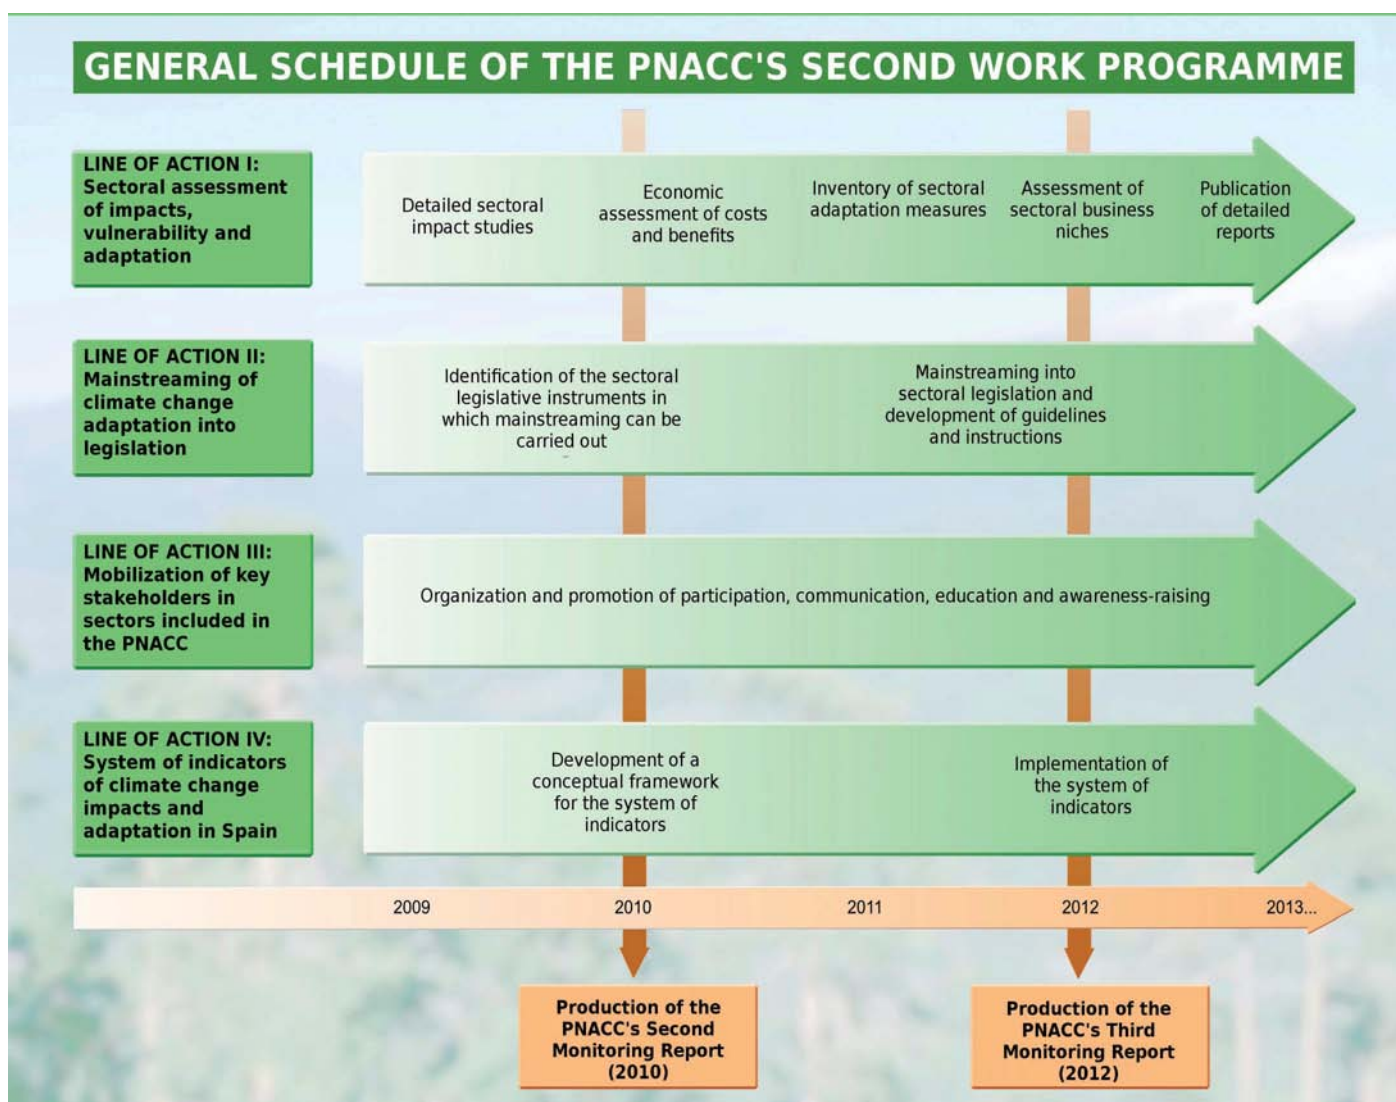 GENERAL SCHEDULE OF THE PNACC'S SECOND WORK PROGRAMME
LINE OF ACTION I:
Sectoral assessment
of impacts,
vulnerability and
adaptation
Detailed sectoral
impact studies
Economic
assessment of costs
and benefits
Inventory of sectoral
adaptation measures
Assessment of
sectoral business
niches
Publication
of detailed
reports
LINE OF ACTION II:
Mainstreaming of
climate change
adaptation into
legislation
Identification of the sectoral
legislative instruments in
which mainstreaming can be
carried out
Mainstreaming into
sectoral legislation and
development of guidelines
and instructions
LINE OF ACTION III:
Mobilization of key
stakeholders in
sectors included in
the PNACC
Organization and promotion of participation, communication, education and awareness-raising
LINE OF ACTION IV:
System of indicators
of climate change
impacts and
adaptation in Spain
Development of a
conceptual framework
for the system of
indicators
Implementation of
the system of
indicators
2009
2010
2011
2012
2013...
Production of the
PNACC's Second
Monitoring Report
(2010)
Production of the
PNACC's Third
Monitoring Report
(2012)